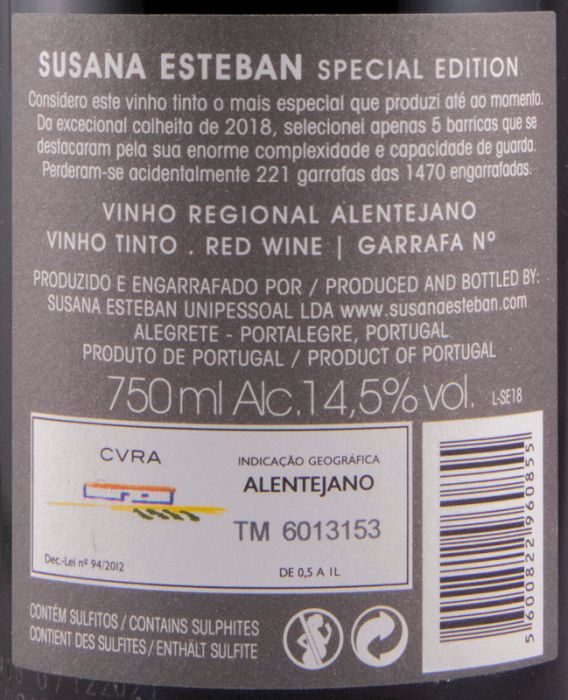 SUSANA ESTEBAN SPECIAL EDITION
Considero este vinho tinto o mais especial que produzi até ao momento.
Da excecional colheita de 2018, selecionei apenas 5 barricas que se
destacaram pela sua enorme complexidade e capacidade de guarda.
Perderam-se acidentalmente 221 garrafas das 1470 engarrafadas.
VINHO REGIONAL ALENTEJANO
VINHO TINTO . RED WINE | GARRAFA Nº
PRODUZIDO E ENGARRAFADO POR / PRODUCED AND BOTTLED BY:
SUSANA ESTEBAN UNIPESSOAL LDA www.susanaesteban.com
ALEGRETE - PORTALEGRE, PORTUGAL
PRODUTO DE PORTUGAL / PRODUCT OF PORTUGAL
750ml Alc.14,5% vol. L-SE18
CVRA
INDICAÇÃO GEOGRÁFICA
ALENTEJANO
TM 6013153
Dec.-Lei nº 94/2012
DE 0,5 A 1L
5 600822 960855
CONTÉM SULFITOS / CONTAINS SULPHITES
CONTIENT DES SULFITES / ENTHÄLT SULFITE